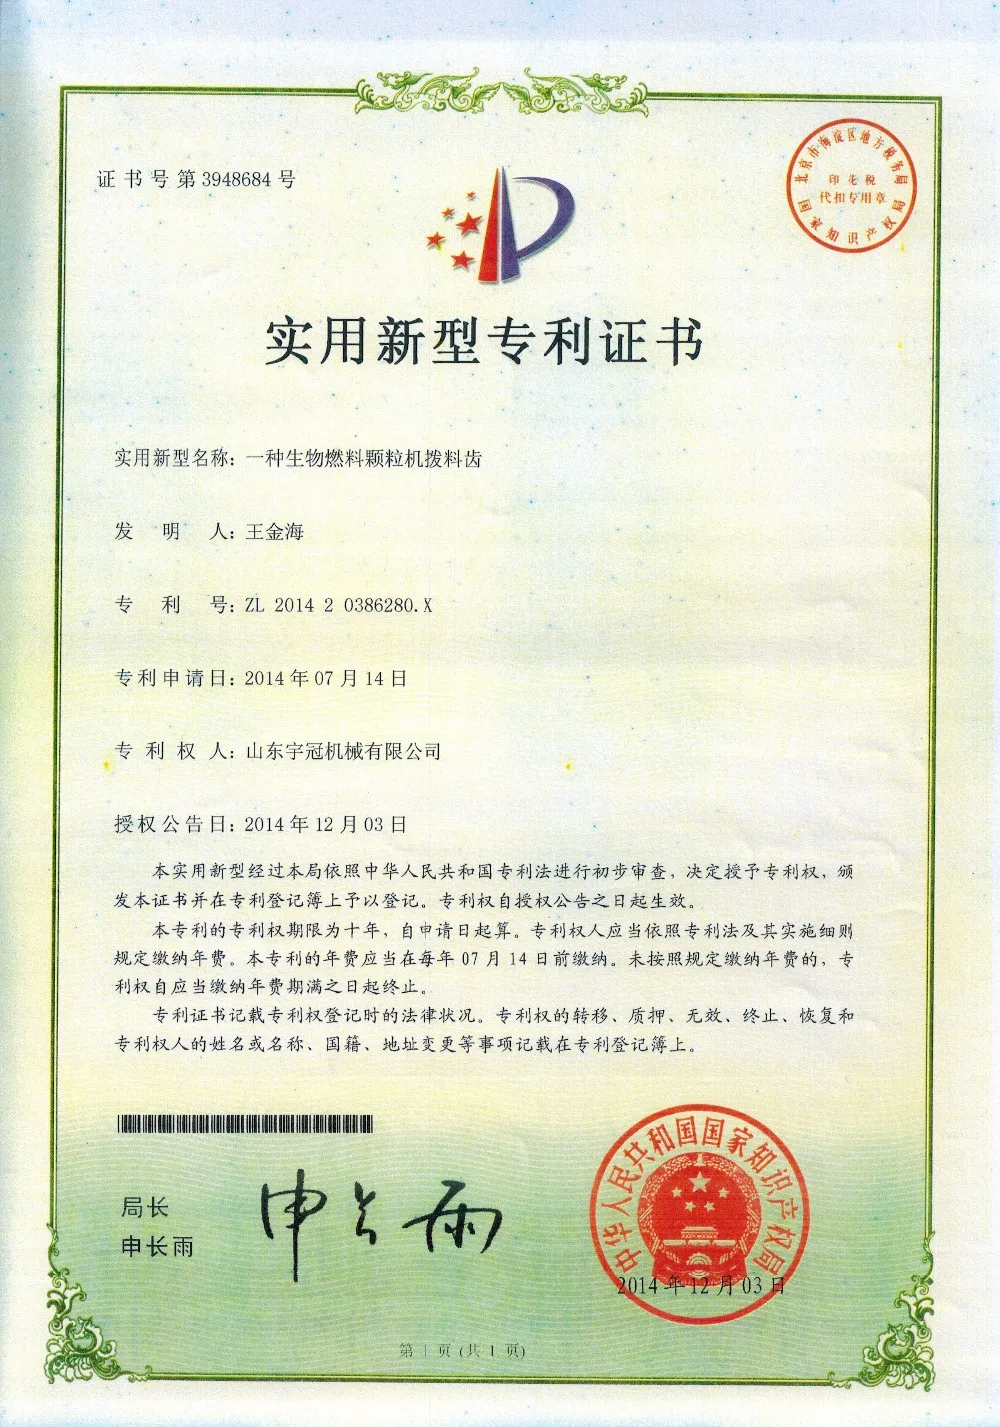 证书号第3948684号
北京市海淀区地方税务局
印花税
代扣专用章
国家知识产权局
实用新型专利证书
实用新型名称：一种生物燃料颗粒机拨料齿
发明人：王金海
专利号：ZL 2014 2 0386280.X
专利申请日：2014年07月14日
专利权人：山东宇冠机械有限公司
授权公告日：2014年12月03日
本实用新型经过本局依照中华人民共和国专利法进行初步审查，决定授予专利权，颁
发本证书并在专利登记簿上予以登记。专利权自授权公告之日起生效。
本专利的专利权期限为十年，自申请日起算。专利权人应当依照专利法及其实施细则
规定缴纳年费。本专利的年费应当在每年07月14日前缴纳。未按照规定缴纳年费的，专
利权自应当缴纳年费期满之日起终止。
专利证书记载专利权登记时的法律状况。专利权的转移、质押、无效、终止、恢复和
专利权人的姓名或名称、国籍、地址变更等事项记载在专利登记簿上。
局长
申长雨
申长雨
中华人民共和国国家知识产权局
2014年12月03日
第1页(共1页)